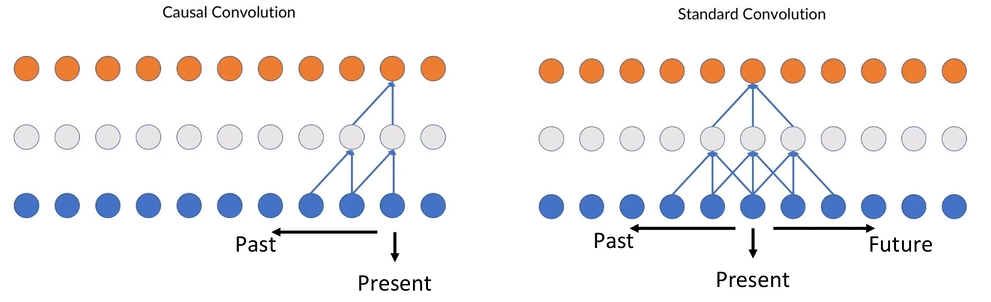 Causal Convolution
Standard Convolution
Past
Present
Past
Future
Present